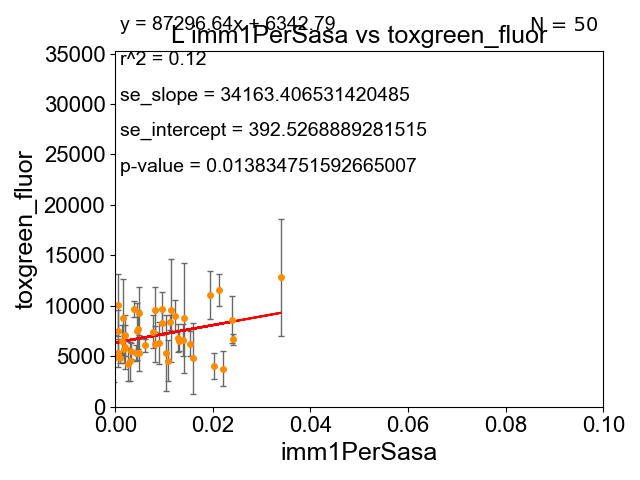 y = 87296.64x + 6342.79
N = 50
L imm1PerSasa vs toxgreen_fluor
r^2 = 0.12
se_slope = 34163.406531420485
se_intercept = 392.5268889281515
p-value = 0.013834751592665007
35000
30000
25000
20000
15000
10000
5000
0
toxgreen_fluor
0.00 0.02 0.04 0.06 0.08 0.10
imm1PerSasa